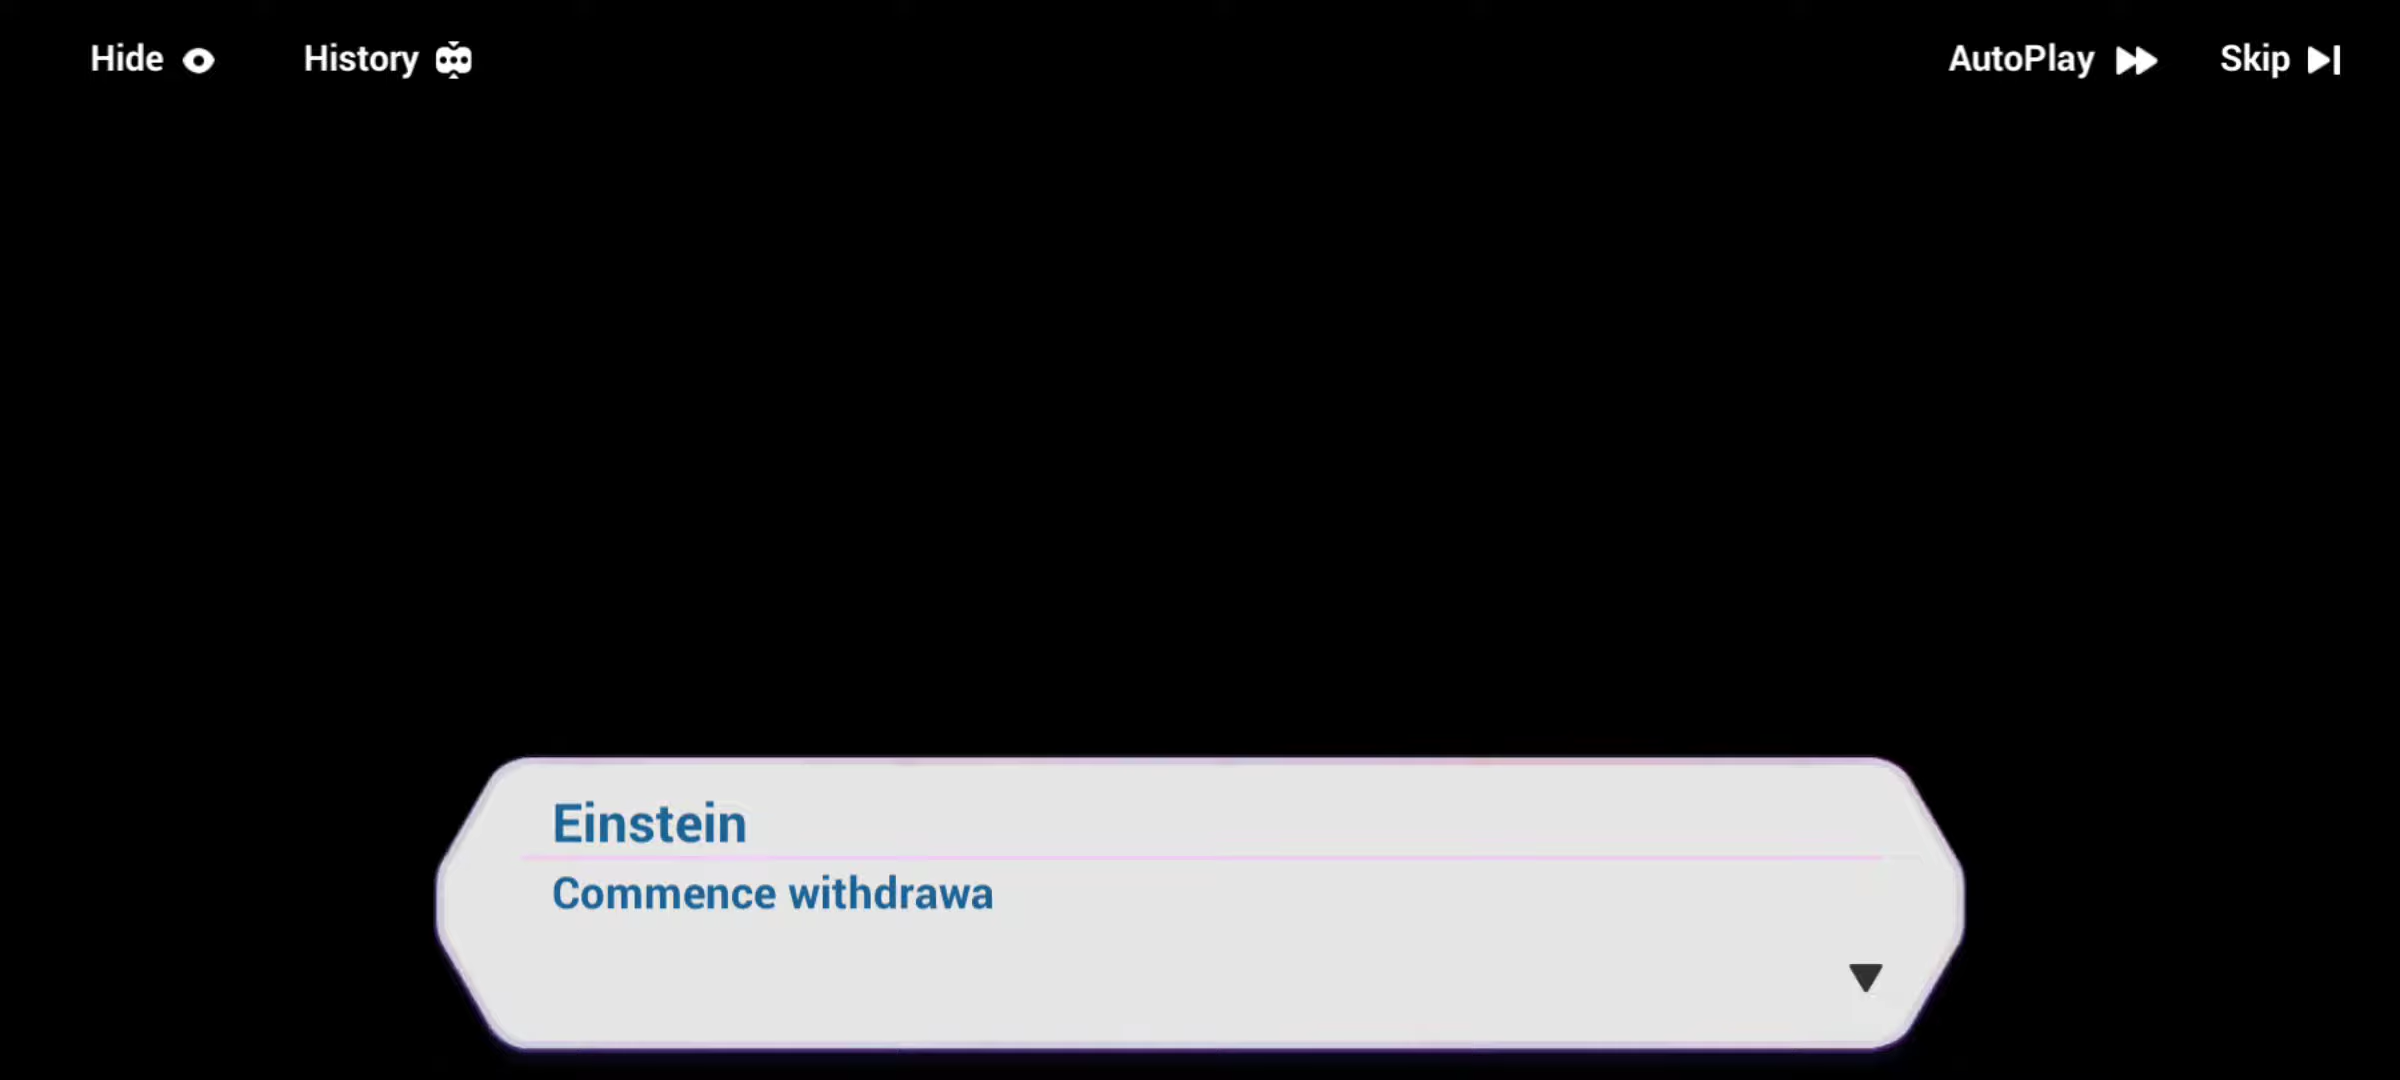 Hide
History
AutoPlay
Skip
Einstein
Commence withdrawa